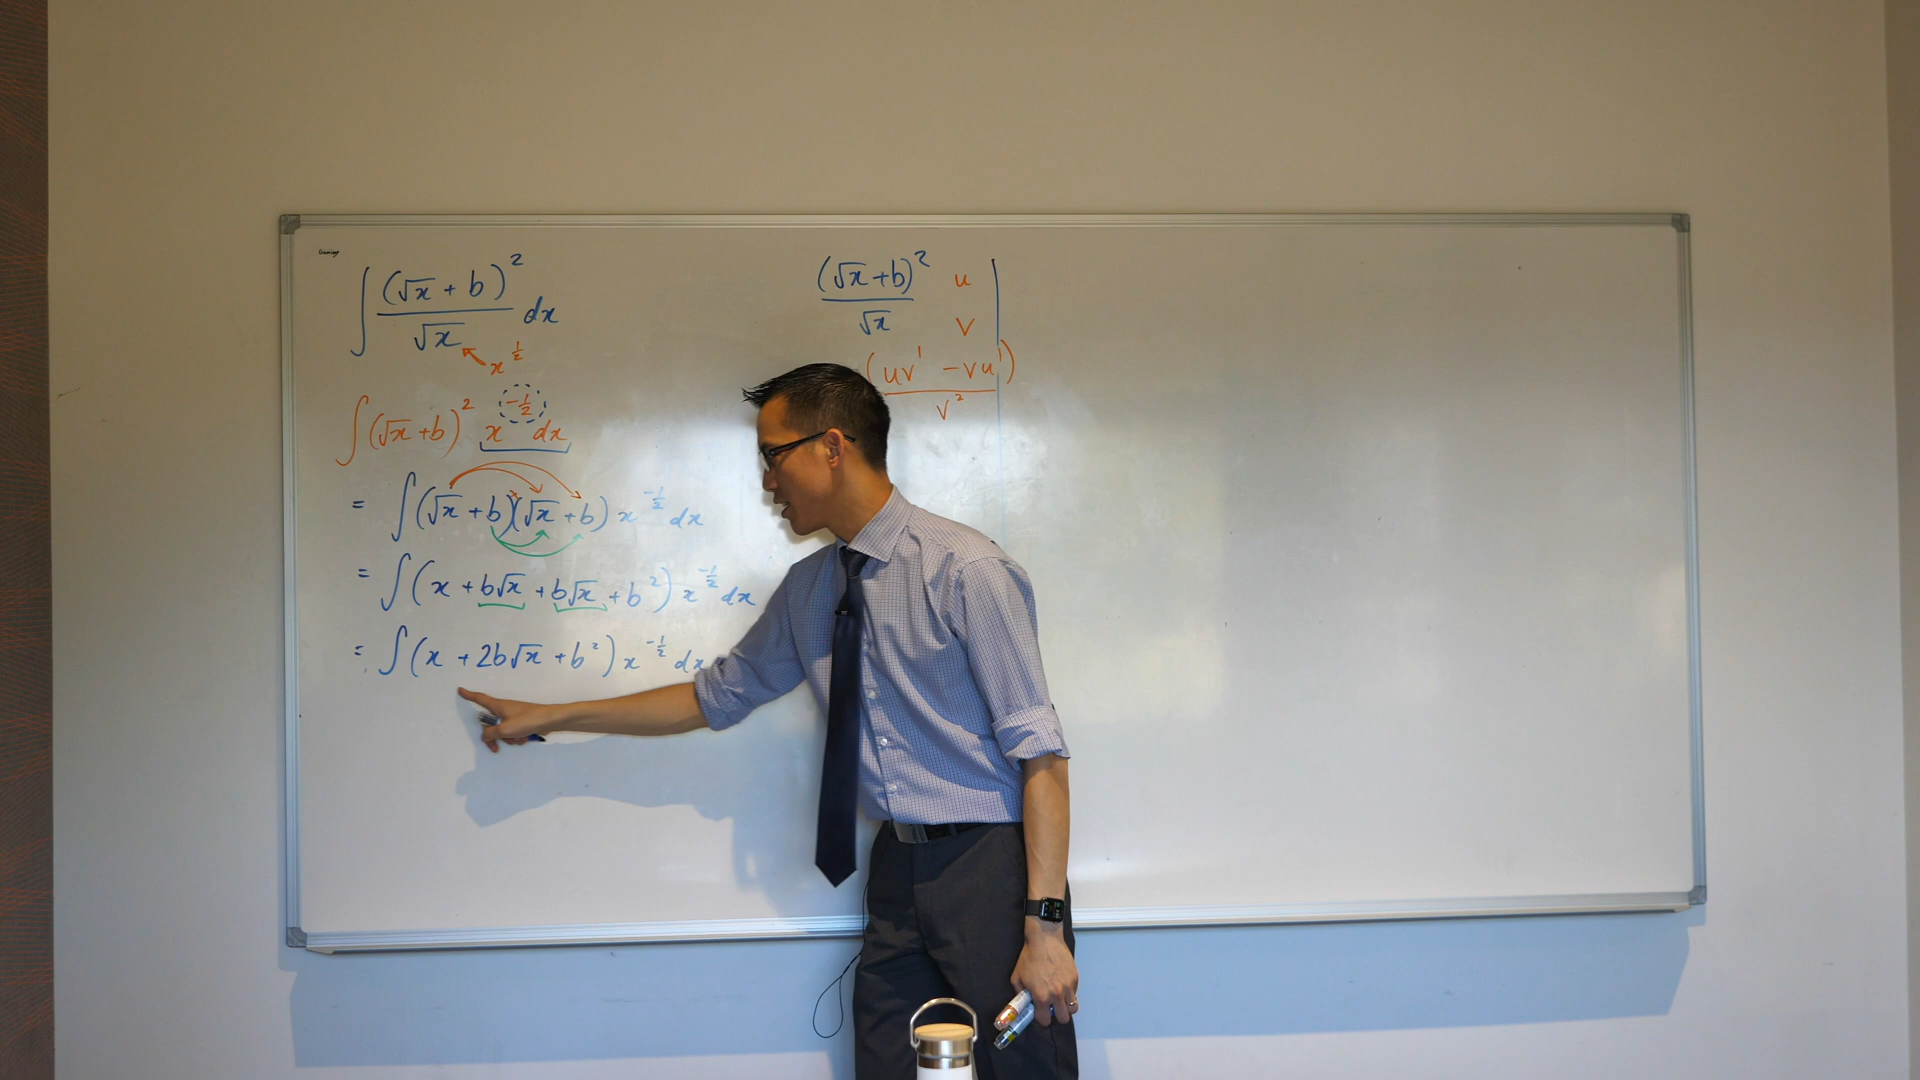 ∫ (√x + b)² / √x dx
x^½
∫ (√x + b)² x^-½ dx
= ∫ (√x + b)(√x + b) x^-½ dx
= ∫ (x + b√x + b√x + b²) x^-½ dx
= ∫ (x + 2b√x + b²) x^-½ dx
(√x + b)² / √x
u
v
(uv' - vu') / v²